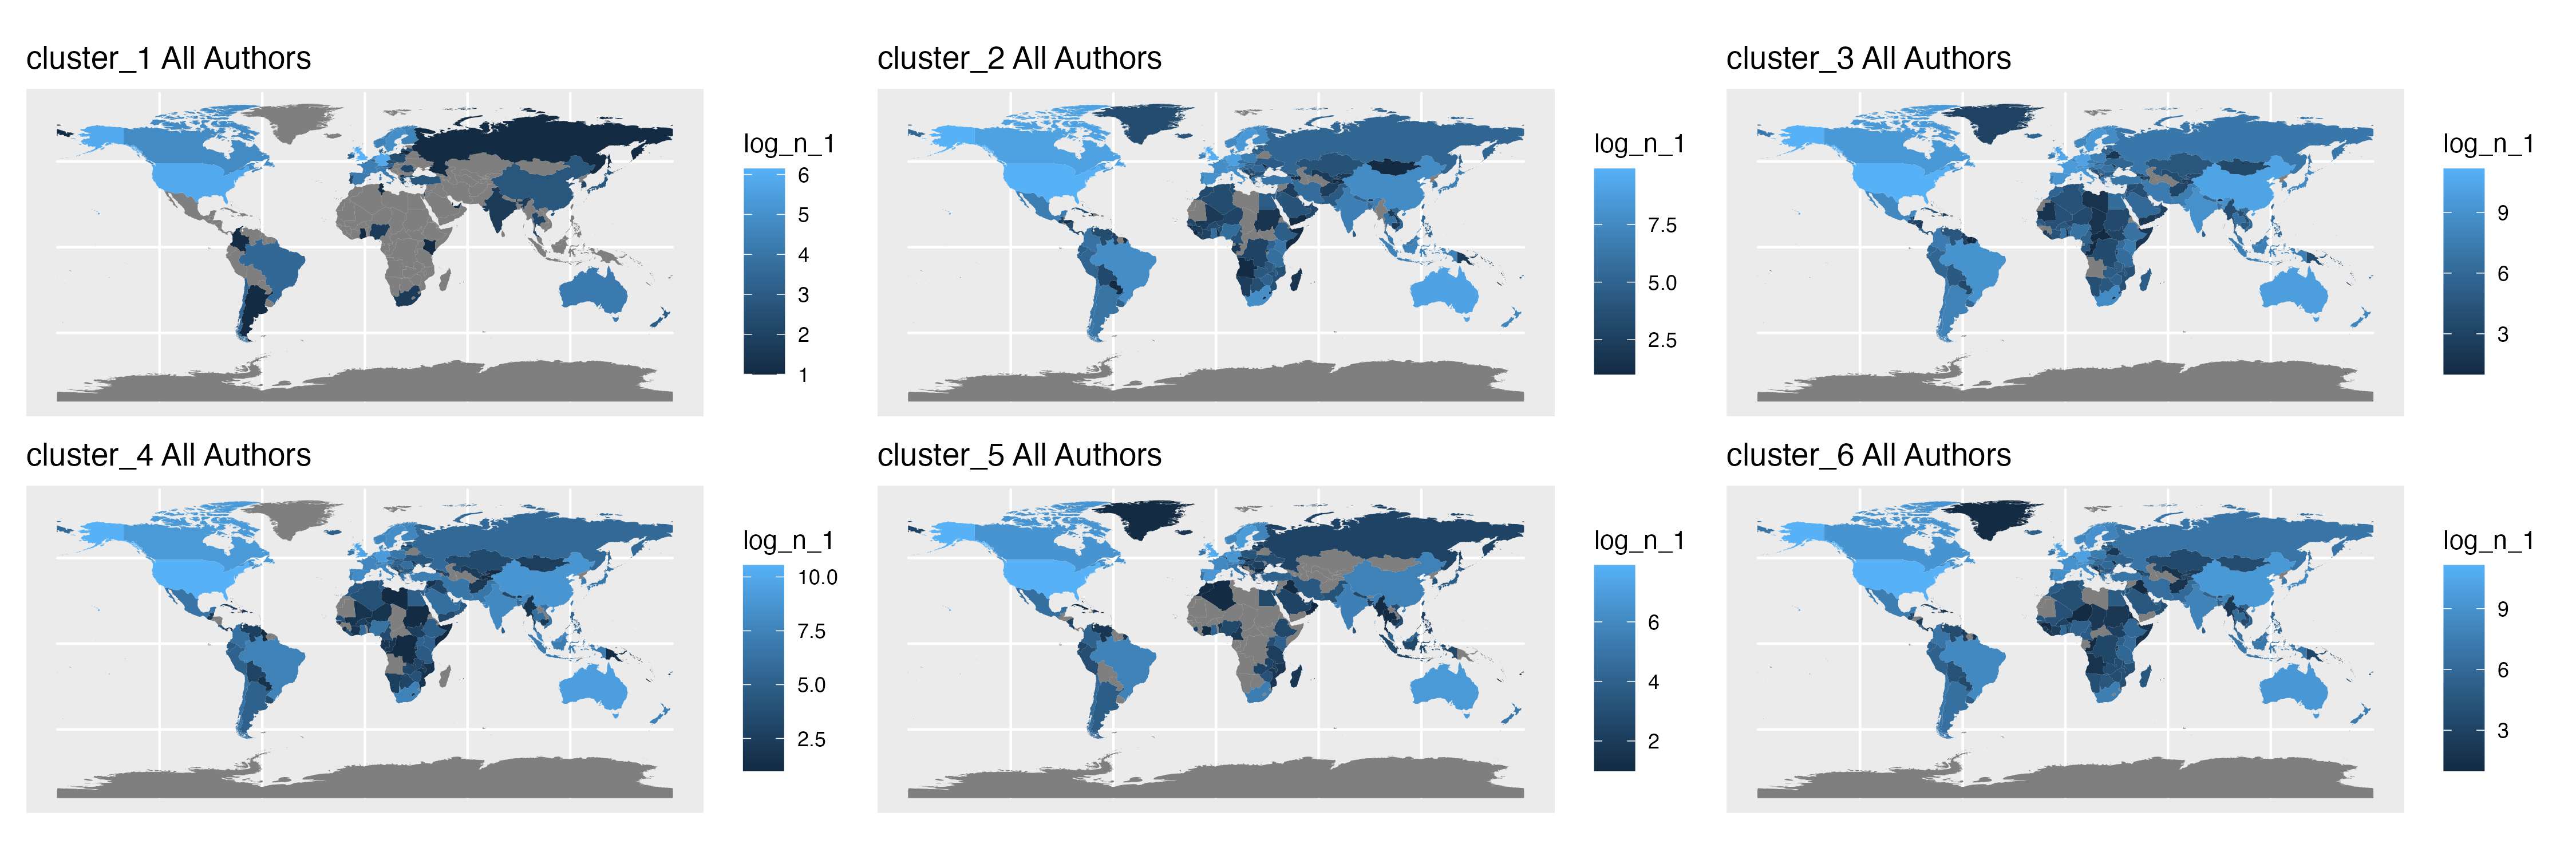 cluster_1 All Authors
log_n_1
6
5
4
3
2
1
cluster_2 All Authors
log_n_1
7.5
5.0
2.5
cluster_3 All Authors
log_n_1
9
6
3
cluster_4 All Authors
log_n_1
10.0
7.5
5.0
2.5
cluster_5 All Authors
log_n_1
6
4
2
cluster_6 All Authors
log_n_1
9
6
3